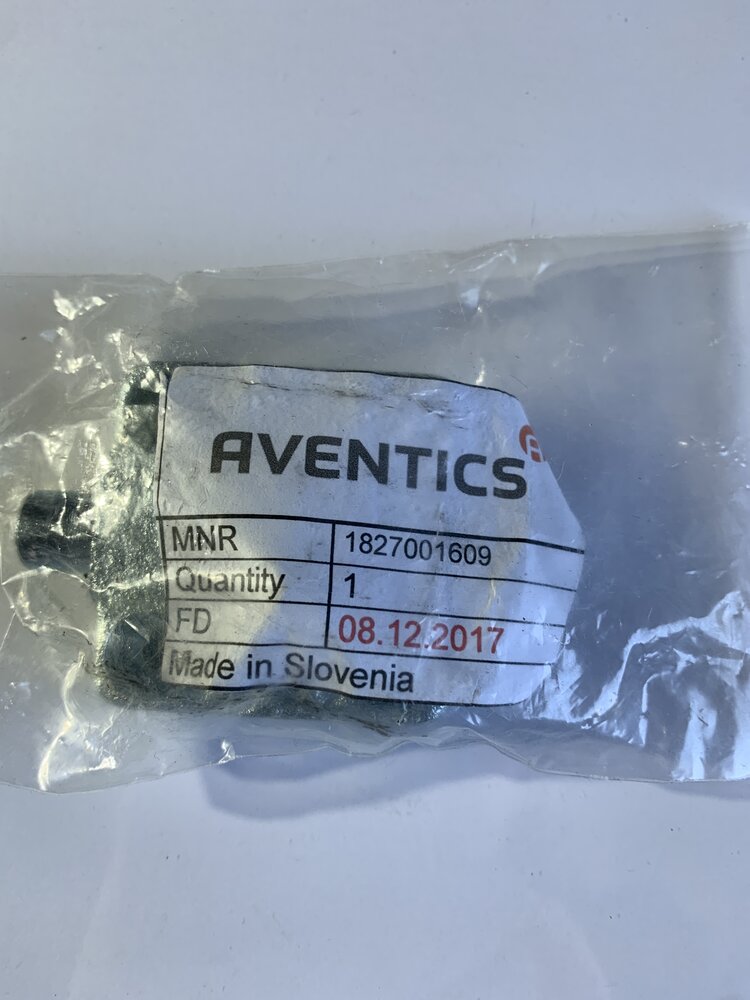 AVENTICS
MNR 1827001609
Quantity 1
FD 08.12.2017
Made in Slovenia